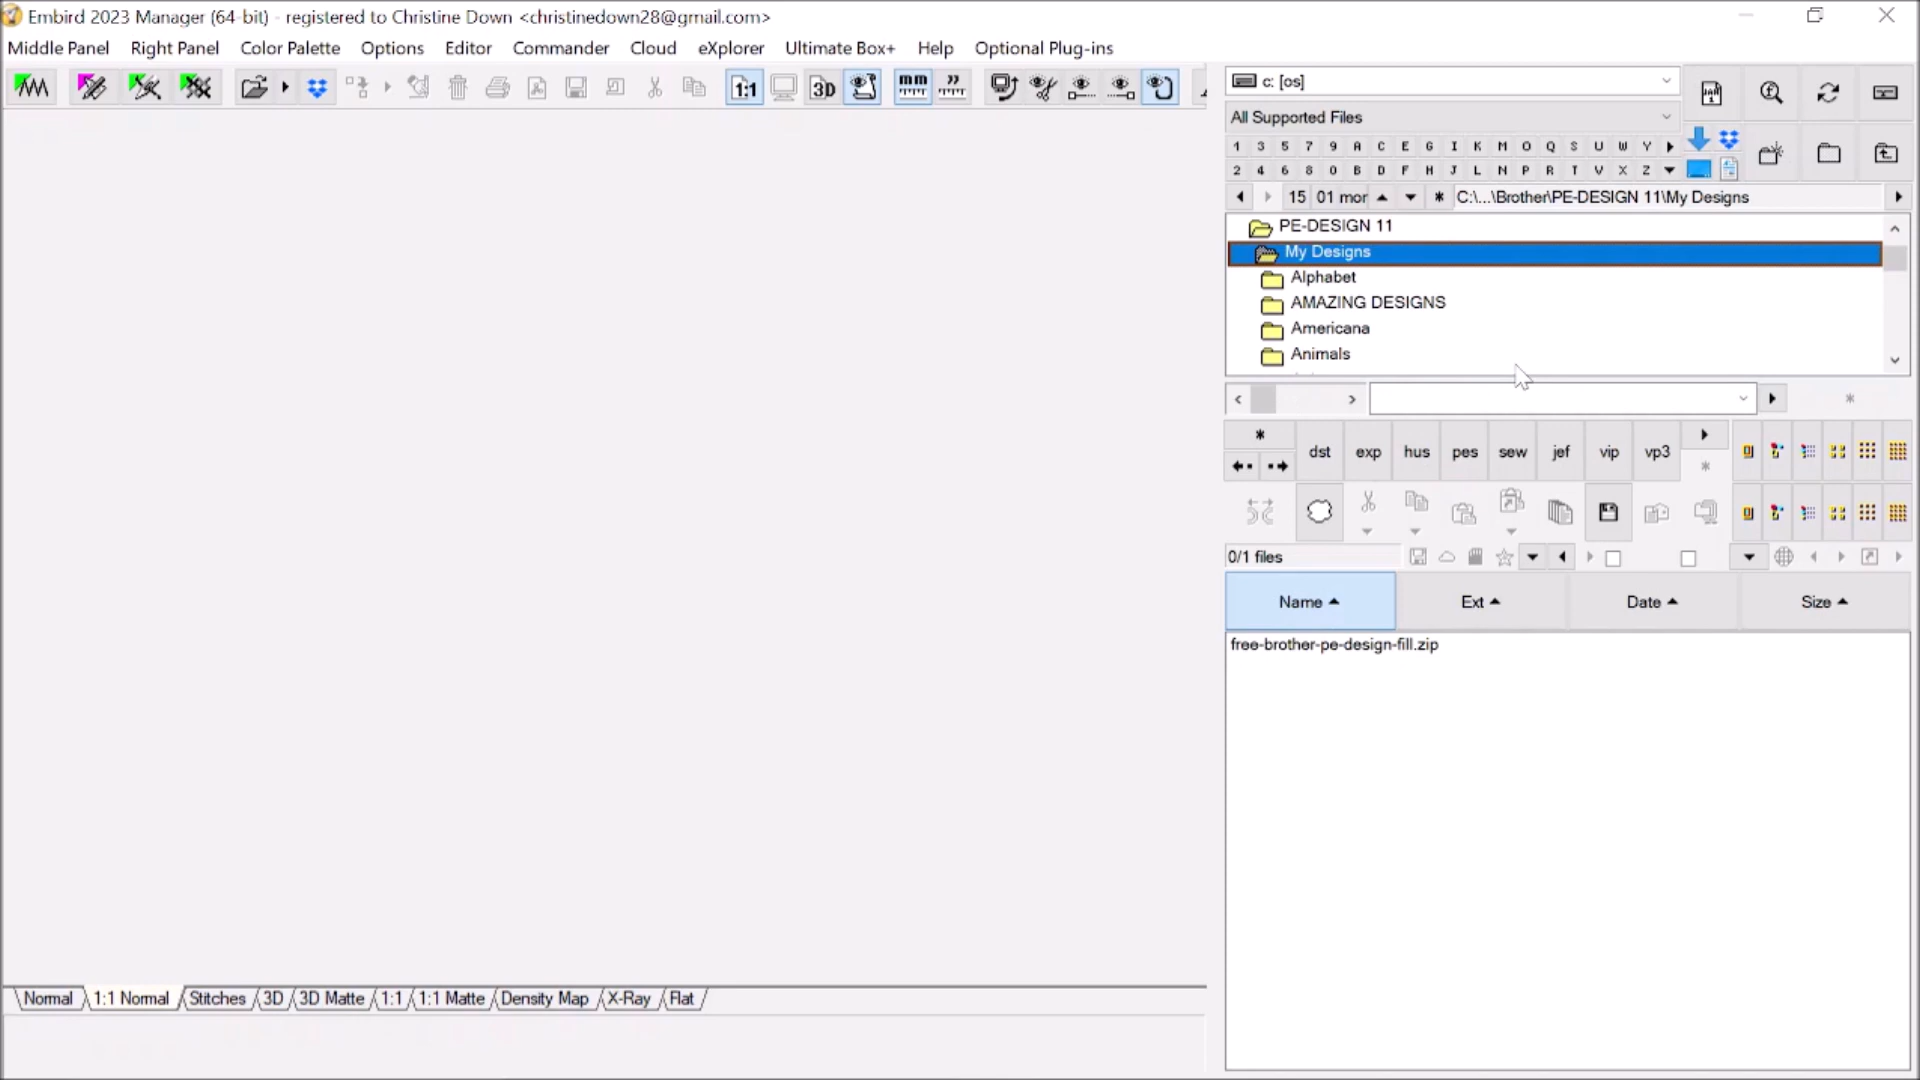 Embird 2023 Manager (64-bit) - registered to Christine Down <christinedown28@gmail.com>
Middle Panel Right Panel Color Palette Options Editor Commander Cloud eXplorer Ultimate Box+ Help Optional Plug-ins
1:1 3D mm
c: [os]
All Supported Files
1 3 5 7 9 A C E G I K M O Q S U W Y
2 4 6 8 0 B D F H J L N P R T V X Z
15 01 mor * C:\...\Brother\PE-DESIGN 11\My Designs
PE-DESIGN 11
My Designs
Alphabet
AMAZING DESIGNS
Americana
Animals
*
* dst exp hus pes sew jef vip vp3
*
0/1 files
Name Ext Date Size
free-brother-pe-design-fill.zip
Normal 1:1 Normal Stitches 3D 3D Matte 1:1 1:1 Matte Density Map X-Ray Flat